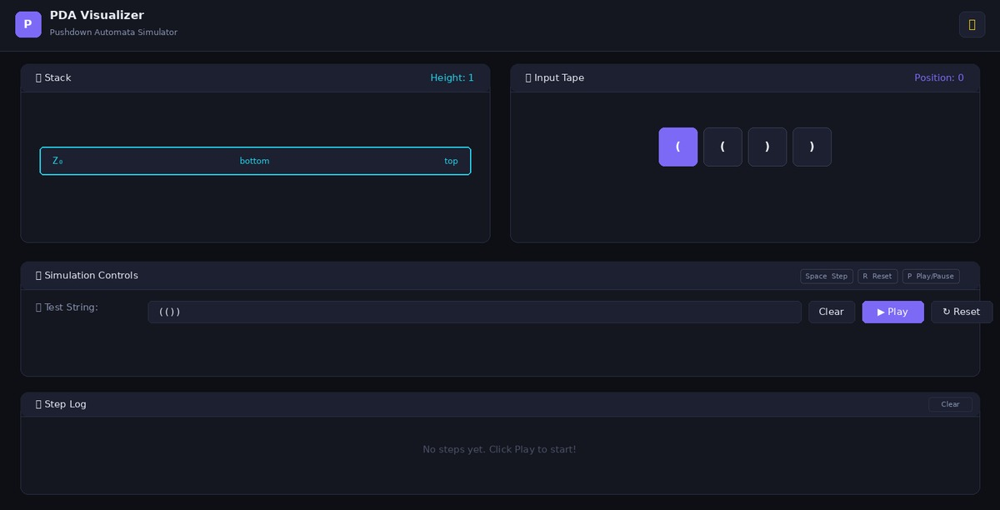 P
PDA Visualizer
Pushdown Automata Simulator
Stack
Height: 1
Z₀ bottom top
Input Tape
Position: 0
( ( ) )
Simulation Controls
Space Step
R Reset
P Play/Pause
Test String:
(())
Clear
▶ Play
↻ Reset
Step Log
Clear
No steps yet. Click Play to start!